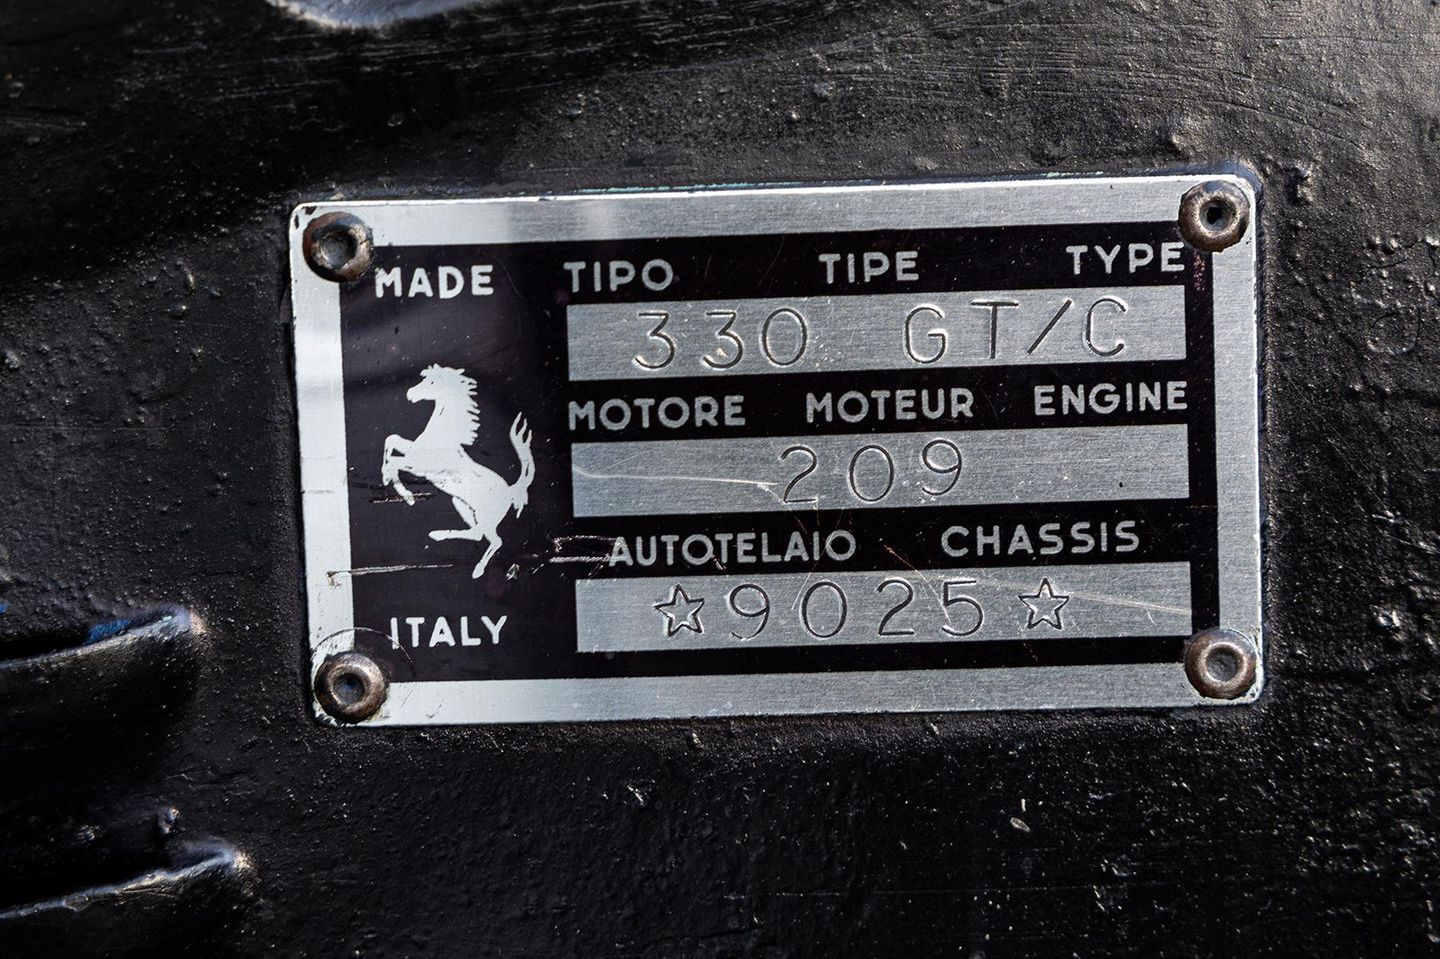 MADE
TIPO TIPE TYPE
330 GT/C
MOTORE MOTEUR ENGINE
209
AUTOTELAIO CHASSIS
☆9025☆
ITALY